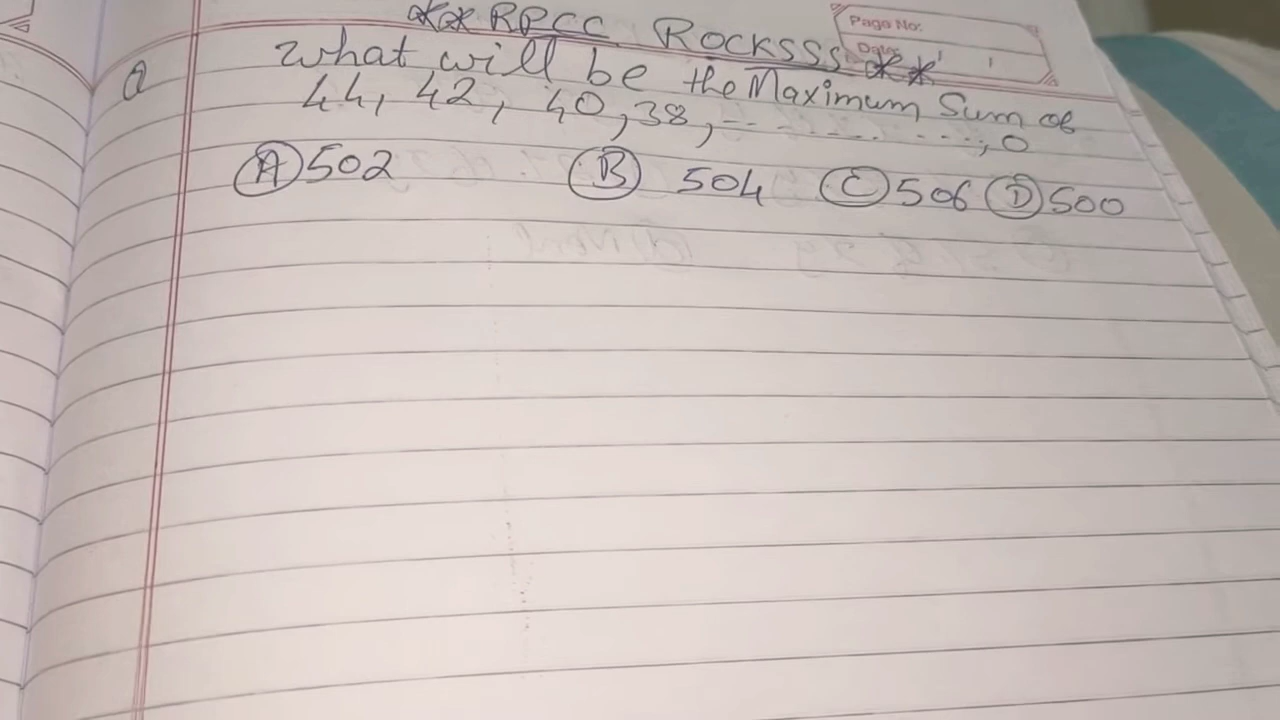 ** RPCC Rocksss **
Page No:
Date:
Q What will be the Maximum Sum of
44, 42, 40, 38, - - - - - - - -, 0
(A) 502 (B) 504 (C) 506 (D) 500